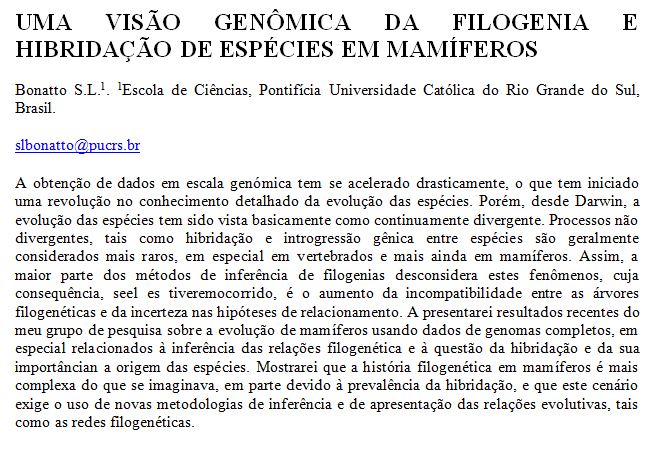 UMA VISÃO GENÔMICA DA FILOGENIA E
HIBRIDAÇÃO DE ESPÉCIES EM MAMÍFEROS
Bonatto S.L.¹. ¹Escola de Ciências, Pontifícia Universidade Católica do Rio Grande do Sul,
Brasil.
slbonatto@pucrs.br
A obtenção de dados em escala genómica tem se acelerado drasticamente, o que tem iniciado
uma revolução no conhecimento detalhado da evolução das espécies. Porém, desde Darwin, a
evolução das espécies tem sido vista basicamente como continuamente divergente. Processos não
divergentes, tais como hibridação e introgressão gênica entre espécies são geralmente
considerados mais raros, em especial em vertebrados e mais ainda em mamíferos. Assim, a
maior parte dos métodos de inferência de filogenias desconsidera estes fenômenos, cuja
consequência, seel es tiveremocorrido, é o aumento da incompatibilidade entre as árvores
filogenéticas e da incerteza nas hipóteses de relacionamento. A presentarei resultados recentes do
meu grupo de pesquisa sobre a evolução de mamíferos usando dados de genomas completos, em
especial relacionados à inferência das relações filogenética e à questão da hibridação e da sua
importâncian a origem das espécies. Mostrarei que a história filogenética em mamíferos é mais
complexa do que se imaginava, em parte devido à prevalência da hibridação, e que este cenário
exige o uso de novas metodologias de inferência e de apresentação das relações evolutivas, tais
como as redes filogenéticas.